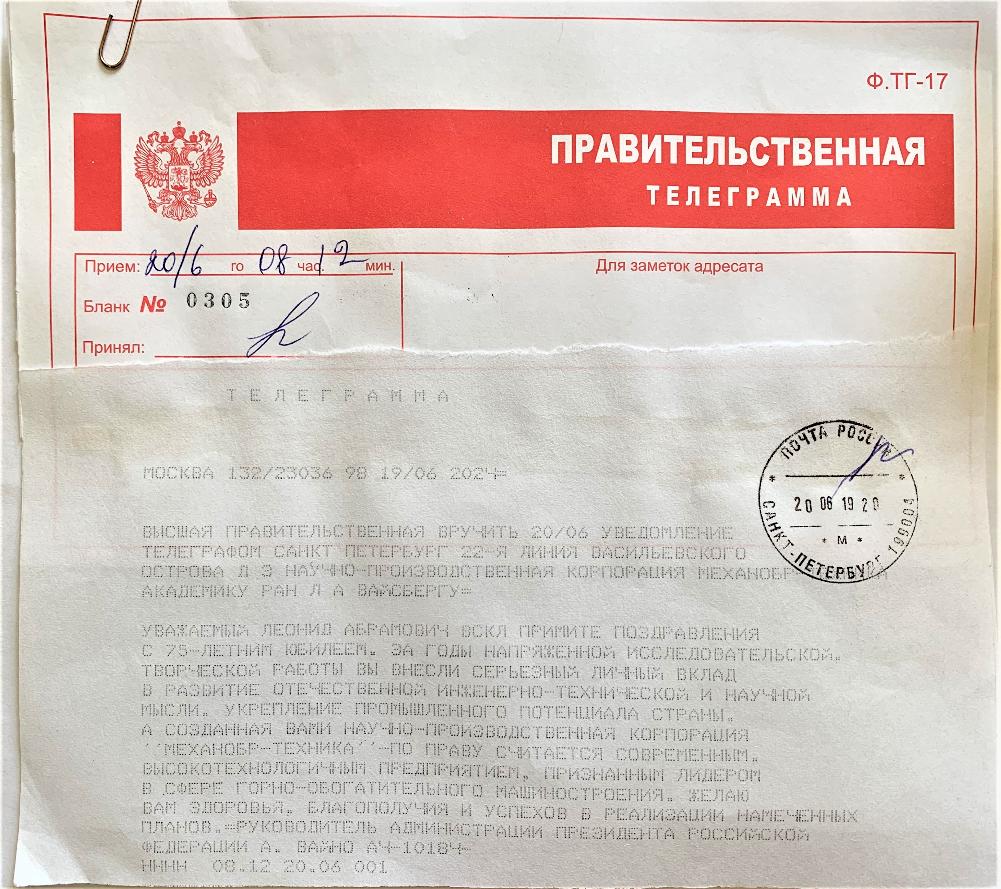 Ф.ТГ-17
ПРАВИТЕЛЬСТВЕННАЯ
ТЕЛЕГРАММА
Прием: 20/6 го 08 час. 12 мин.
Для заметок адресата
Бланк № 0305
Принял:
ТЕЛЕГРАММА
ПОЧТА РОССИИ
20 06 19 20
* М *
САНКТ-ПЕТЕРБУРГ 199004
МОСКВА 132/23036 98 19/06 2024=
ВЫСШАЯ ПРАВИТЕЛЬСТВЕННАЯ ВРУЧИТЬ 20/06 УВЕДОМЛЕНИЕ
ТЕЛЕГРАФОМ САНКТ ПЕТЕРБУРГ 22-Я ЛИНИЯ ВАСИЛЬЕВСКОГО
ОСТРОВА Д 3 НАУЧНО-ПРОИЗВОДСТВЕННАЯ КОРПОРАЦИЯ
АКАДЕМИКУ РАН Л А ВАЙСБЕРГУ=
УВАЖАЕМЫЙ ЛЕОНИД АБРАМОВИЧ ВСКЛ ПРИМИТЕ ПОЗДРАВЛЕНИЯ
С 75-ЛЕТНИМ ЮБИЛЕЕМ. ЗА ГОДЫ НАПРЯЖЕННОЙ ИССЛЕДОВАТЕЛЬСКОЙ,
ТВОРЧЕСКОЙ РАБОТЫ ВЫ ВНЕСЛИ СЕРЬЕЗНЫЙ ЛИЧНЫЙ ВКЛАД
В РАЗВИТИЕ ОТЕЧЕСТВЕННОЙ ИНЖЕНЕРНО-ТЕХНИЧЕСКОЙ И НАУЧНОЙ
МЫСЛИ, УКРЕПЛЕНИЕ ПРОМЫШЛЕННОГО ПОТЕНЦИАЛА СТРАНЫ.
А СОЗДАННАЯ ВАМИ НАУЧНО-ПРОИЗВОДСТВЕННАЯ КОРПОРАЦИЯ
''МЕХАНОБР-ТЕХНИКА''-ПО ПРАВУ СЧИТАЕТСЯ СОВРЕМЕННЫМ,
ВЫСОКОТЕХНОЛОГИЧНЫМ ПРЕДПРИЯТИЕМ, ПРИЗНАННЫМ ЛИДЕРОМ
В СФЕРЕ ГОРНО-ОБОГАТИТЕЛЬНОГО МАШИНОСТРОЕНИЯ. ЖЕЛАЮ
ВАМ ЗДОРОВЬЯ, БЛАГОПОЛУЧИЯ И УСПЕХОВ В РЕАЛИЗАЦИИ НАМЕЧЕННЫХ
ПЛАНОВ.=РУКОВОДИТЕЛЬ АДМИНИСТРАЦИИ ПРЕЗИДЕНТА РОССИЙСКОЙ
ФЕДЕРАЦИИ А. ВАЙНО А4-10184-
НННН 08.12 20.06 001